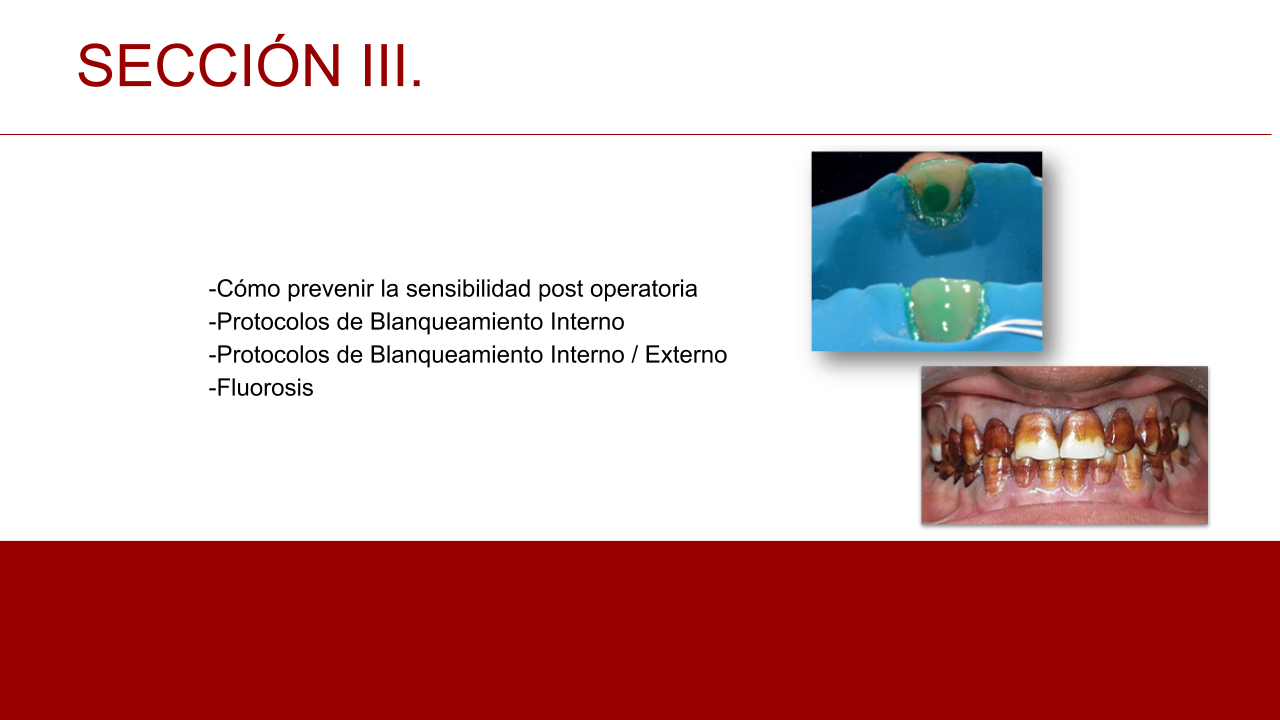 SECCIÓN III.
-Cómo prevenir la sensibilidad post operatoria
-Protocolos de Blanqueamiento Interno
-Protocolos de Blanqueamiento Interno / Externo
-Fluorosis